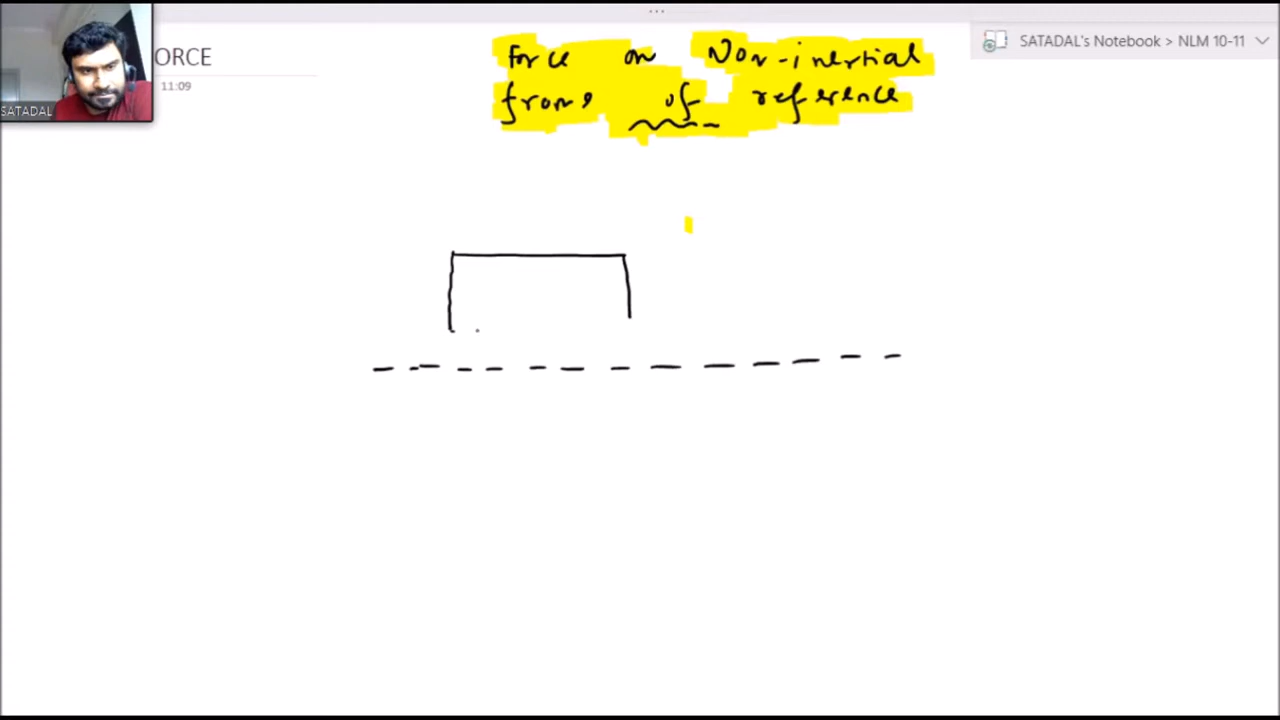 ORCE
SATADAL's Notebook > NLM 10-11
11:09
SATADAL
Force on Non-inertial
frame of reference